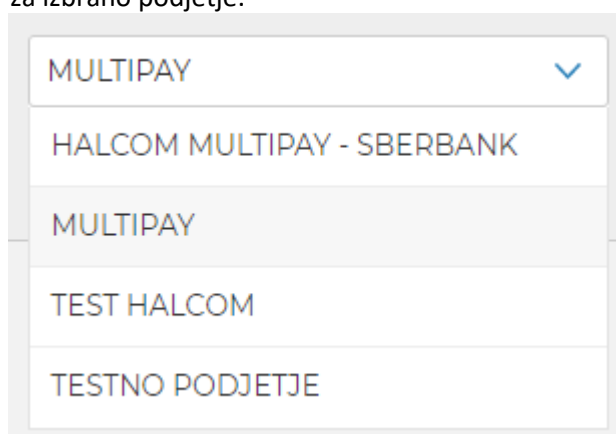 za izbrano podjetje.
MULTIPAY
HALCOM MULTIPAY - SBERBANK
MULTIPAY
TEST HALCOM
TESTNO PODJETJE